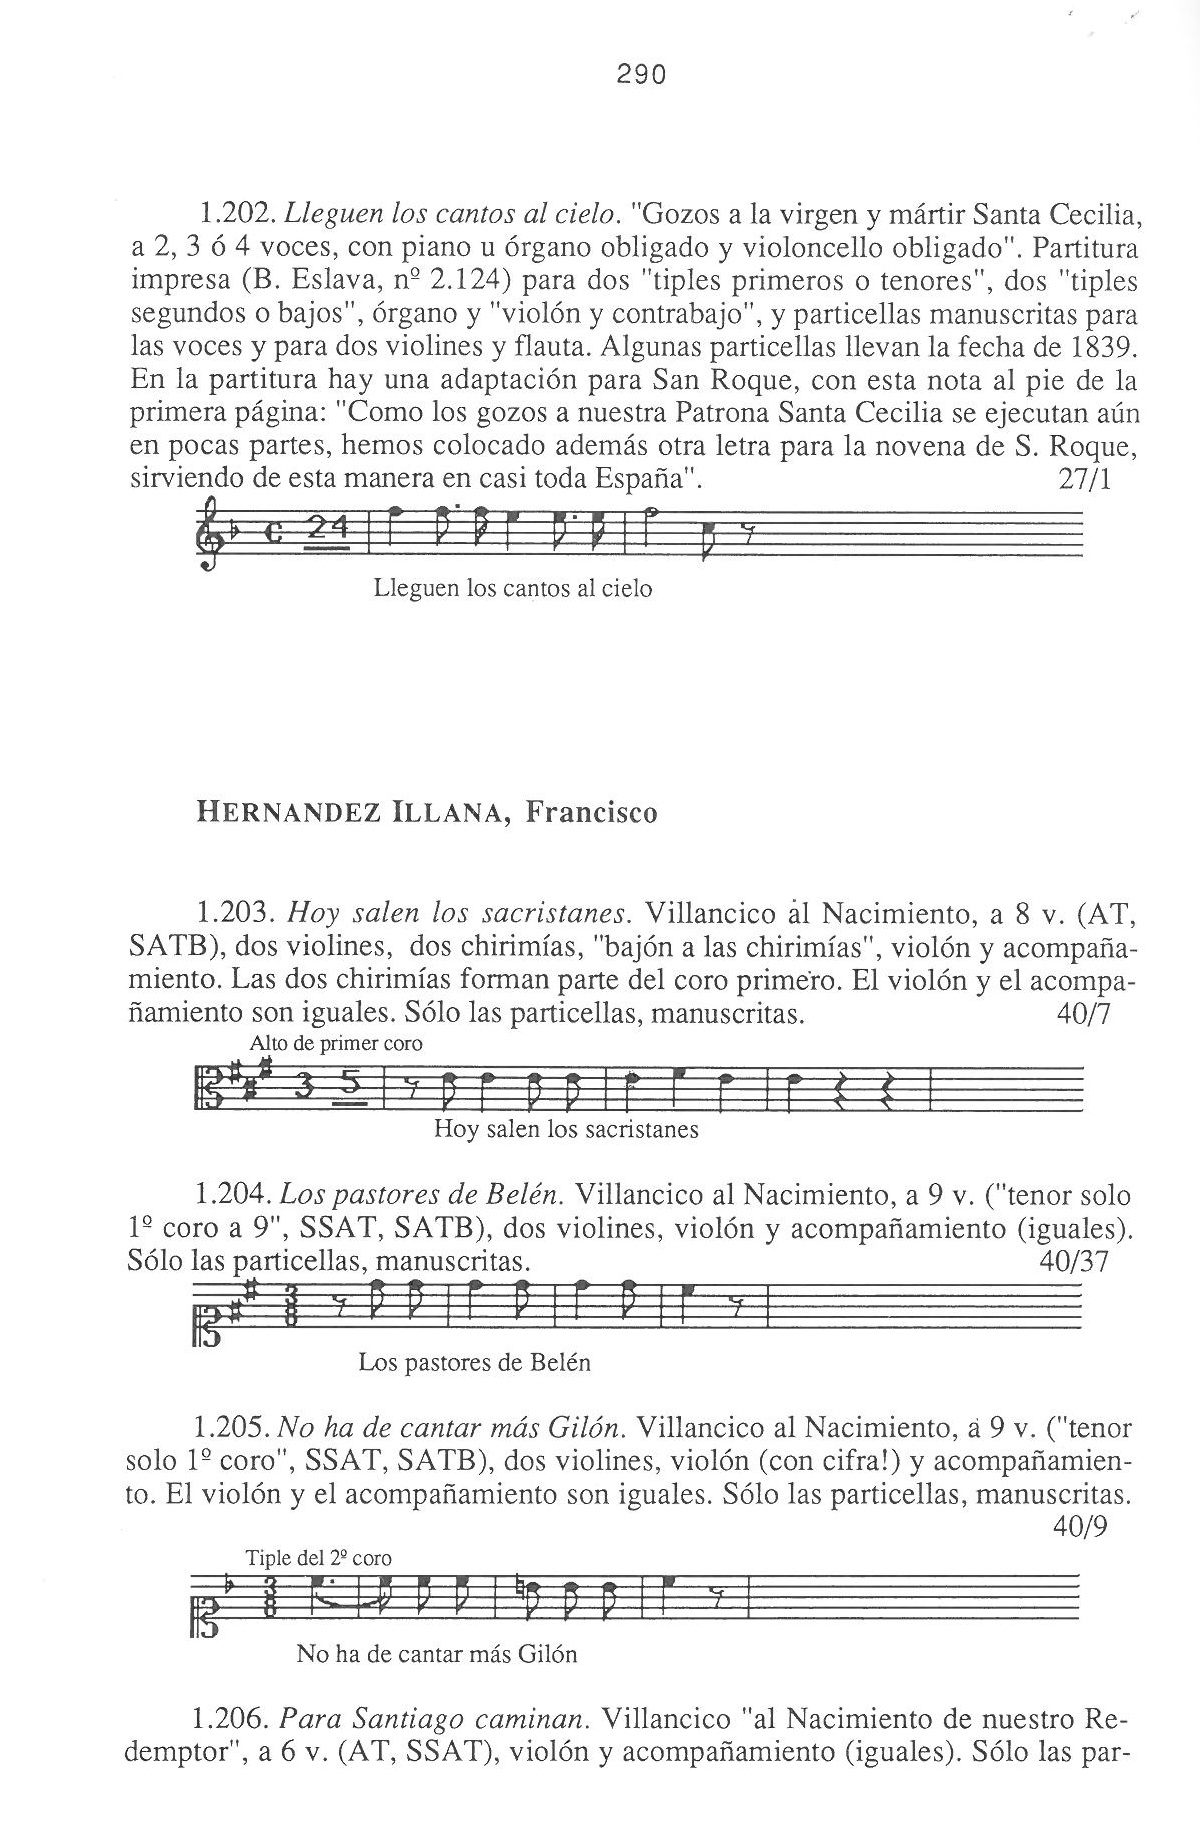 290
1.202. Lleguen los cantos al cielo. "Gozos a la virgen y mártir Santa Cecilia,
a 2, 3 ó 4 voces, con piano u órgano obligado y violoncello obligado". Partitura
impresa (B. Eslava, nº 2.124) para dos "tiples primeros o tenores", dos "tiples
segundos o bajos", órgano y "violón y contrabajo", y particellas manuscritas para
las voces y para dos violines y flauta. Algunas particellas llevan la fecha de 1839.
En la partitura hay una adaptación para San Roque, con esta nota al pie de la
primera página: "Como los gozos a nuestra Patrona Santa Cecilia se ejecutan aún
en pocas partes, hemos colocado además otra letra para la novena de S. Roque,
sirviendo de esta manera en casi toda España". 27/1
24
Lleguen los cantos al cielo
HERNANDEZ ILLANA, Francisco
1.203. Hoy salen los sacristanes. Villancico al Nacimiento, a 8 v. (AT,
SATB), dos violines, dos chirimías, "bajón a las chirimías", violón y acompaña-
miento. Las dos chirimías forman parte del coro primero. El violón y el acompa-
ñamiento son iguales. Sólo las particellas, manuscritas. 40/7
Alto de primer coro
3 5
Hoy salen los sacristanes
1.204. Los pastores de Belén. Villancico al Nacimiento, a 9 v. ("tenor solo
1º coro a 9", SSAT, SATB), dos violines, violón y acompañamiento (iguales).
Sólo las particellas, manuscritas. 40/37
3
8
Los pastores de Belén
1.205. No ha de cantar más Gilón. Villancico al Nacimiento, a 9 v. ("tenor
solo 1º coro", SSAT, SATB), dos violines, violón (con cifra!) y acompañamien-
to. El violón y el acompañamiento son iguales. Sólo las particellas, manuscritas.
40/9
Tiple del 2º coro
3
8
No ha de cantar más Gilón
1.206. Para Santiago caminan. Villancico "al Nacimiento de nuestro Re-
demptor", a 6 v. (AT, SSAT), violón y acompañamiento (iguales). Sólo las par-